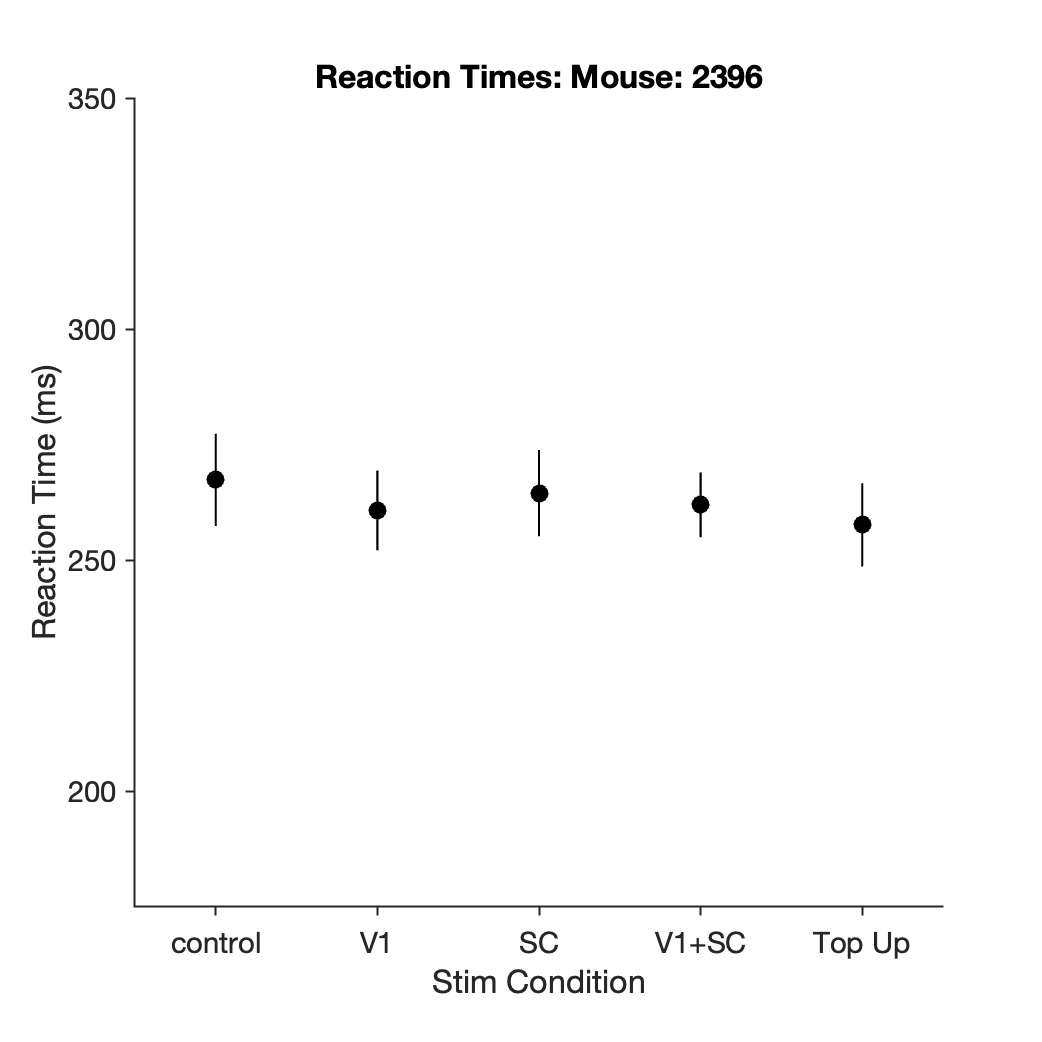 Reaction Times: Mouse: 2396
350
300
250
200
Reaction Time (ms)
control V1 SC V1+SC Top Up
Stim Condition